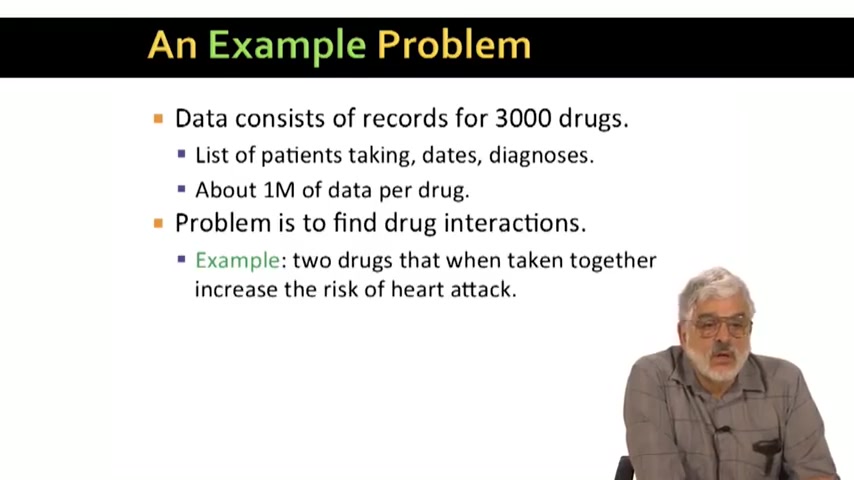 An Example Problem
Data consists of records for 3000 drugs.
List of patients taking, dates, diagnoses.
About 1M of data per drug.
Problem is to find drug interactions.
Example: two drugs that when taken together
increase the risk of heart attack.